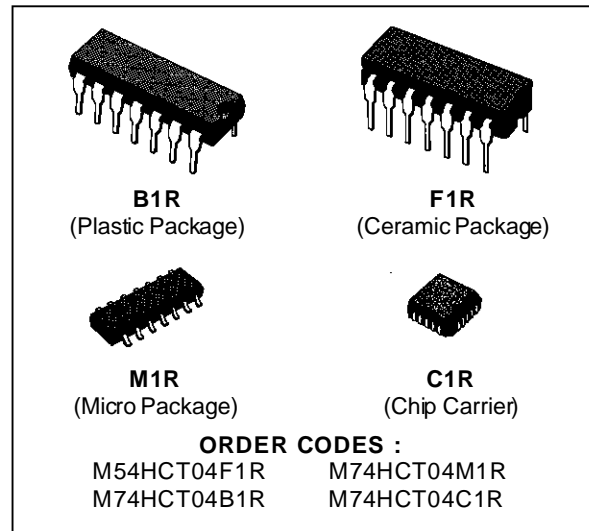 B1R F1R
(Plastic Package) (Ceramic Package)
M1R C1R
(Micro Package) (Chip Carrier)
ORDER CODES :
M54HCT04F1R M74HCT04M1R
M74HCT04B1R M74HCT04C1R